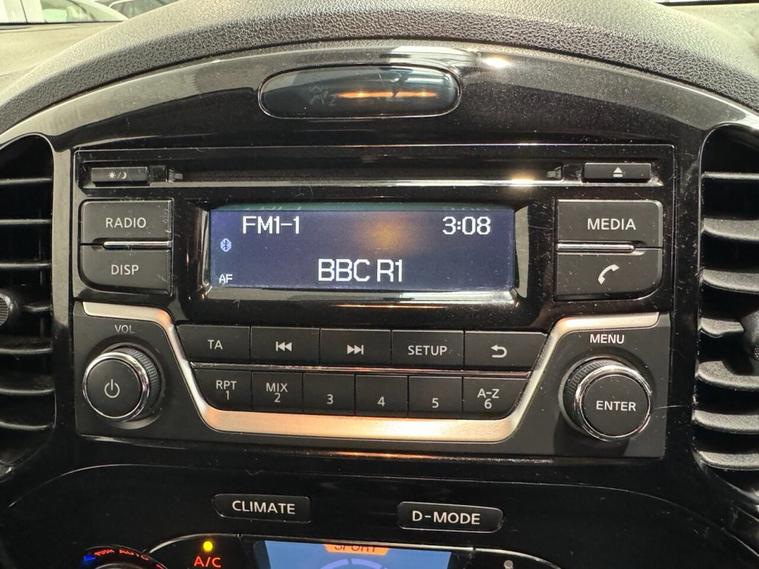 FM1-1 3:08
BBC R1
AF
RADIO
MEDIA
DISP
VOL
MENU
TA
SETUP
RPT 1
MIX 2
3
4
5
A-Z 6
ENTER
CLIMATE
D-MODE
A/C
SPORT